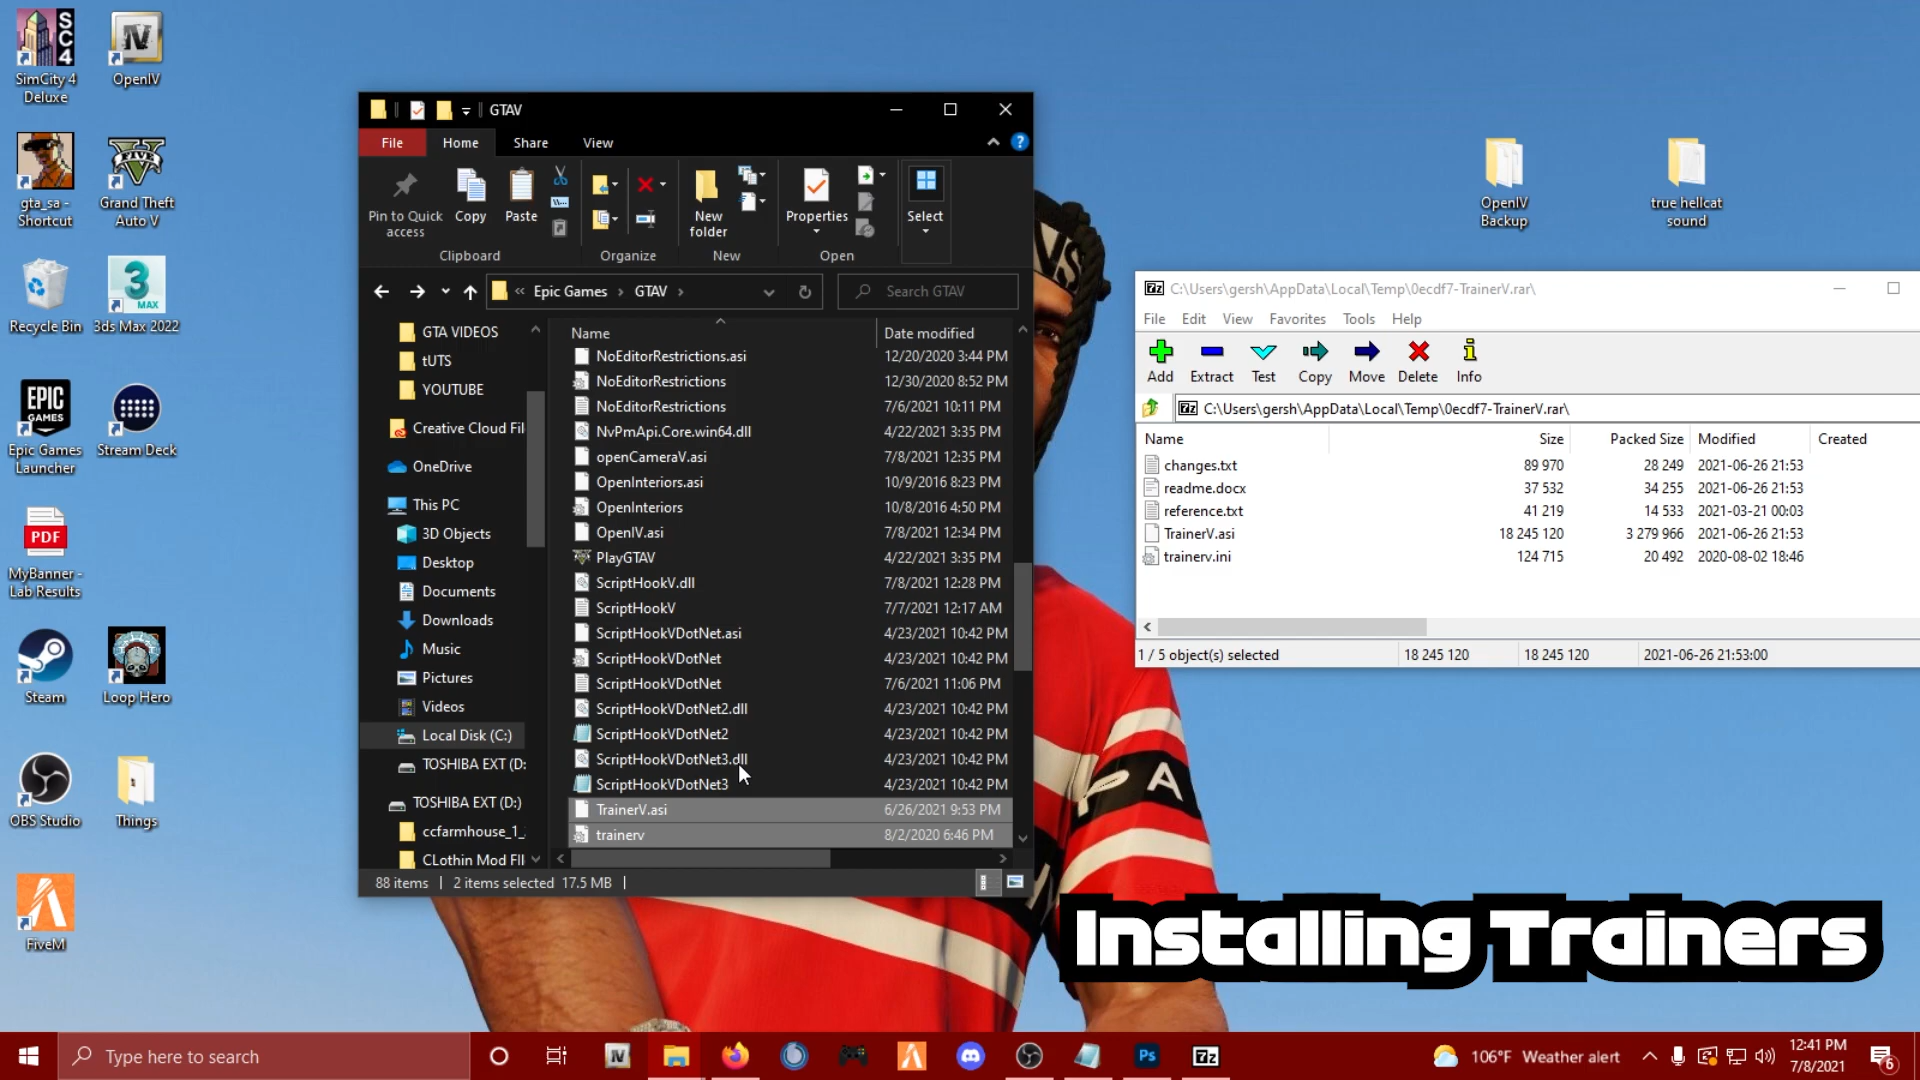 SimCity 4
Deluxe
OpenIV
gta_sa -
Shortcut
Grand Theft
Auto V
Recycle Bin
3ds Max 2022
EPIC
GAMES
Epic Games
Launcher
Stream Deck
PDF
MyBanner -
Lab Results
Steam
Loop Hero
OBS Studio
Things
FiveM
GTAV
File
Home
Share
View
Pin to Quick
access
Copy
Paste
New
folder
Properties
Select
Clipboard
Organize
New
Open
« Epic Games › GTAV ›
Search GTAV
GTA VIDEOS
tUTS
YOUTUBE
Creative Cloud Fil
OneDrive
This PC
3D Objects
Desktop
Documents
Downloads
Music
Pictures
Videos
Local Disk (C:)
TOSHIBA EXT (D:
TOSHIBA EXT (D:)
ccfarmhouse_1_
CLothin Mod FIl
Name Date modified
NoEditorRestrictions.asi 12/20/2020 3:44 PM
NoEditorRestrictions 12/30/2020 8:52 PM
NoEditorRestrictions 7/6/2021 10:11 PM
NvPmApi.Core.win64.dll 4/22/2021 3:35 PM
openCameraV.asi 7/8/2021 12:35 PM
OpenInteriors.asi 10/9/2016 8:23 PM
OpenInteriors 10/8/2016 4:50 PM
OpenIV.asi 7/8/2021 12:34 PM
PlayGTAV 4/22/2021 3:35 PM
ScriptHookV.dll 7/8/2021 12:28 PM
ScriptHookV 7/7/2021 12:17 AM
ScriptHookVDotNet.asi 4/23/2021 10:42 PM
ScriptHookVDotNet 4/23/2021 10:42 PM
ScriptHookVDotNet 7/6/2021 11:06 PM
ScriptHookVDotNet2.dll 4/23/2021 10:42 PM
ScriptHookVDotNet2 4/23/2021 10:42 PM
ScriptHookVDotNet3.dll 4/23/2021 10:42 PM
ScriptHookVDotNet3 4/23/2021 10:42 PM
TrainerV.asi 6/26/2021 9:53 PM
trainerv 8/2/2020 6:46 PM
88 items 2 items selected 17.5 MB
OpenIV
Backup
true hellcat
sound
C:\Users\gersh\AppData\Local\Temp\0ecdf7-TrainerV.rar\
File Edit View Favorites Tools Help
Add Extract Test Copy Move Delete Info
C:\Users\gersh\AppData\Local\Temp\0ecdf7-TrainerV.rar\
Name Size Packed Size Modified Created
changes.txt 89 970 28 249 2021-06-26 21:53
readme.docx 37 532 34 255 2021-06-26 21:53
reference.txt 41 219 14 533 2021-03-21 00:03
TrainerV.asi 18 245 120 3 279 966 2021-06-26 21:53
trainerv.ini 124 715 20 492 2020-08-02 18:46
1 / 5 object(s) selected 18 245 120 18 245 120 2021-06-26 21:53:00
Installing Trainers
Type here to search
106°F Weather alert
12:41 PM
7/8/2021
6